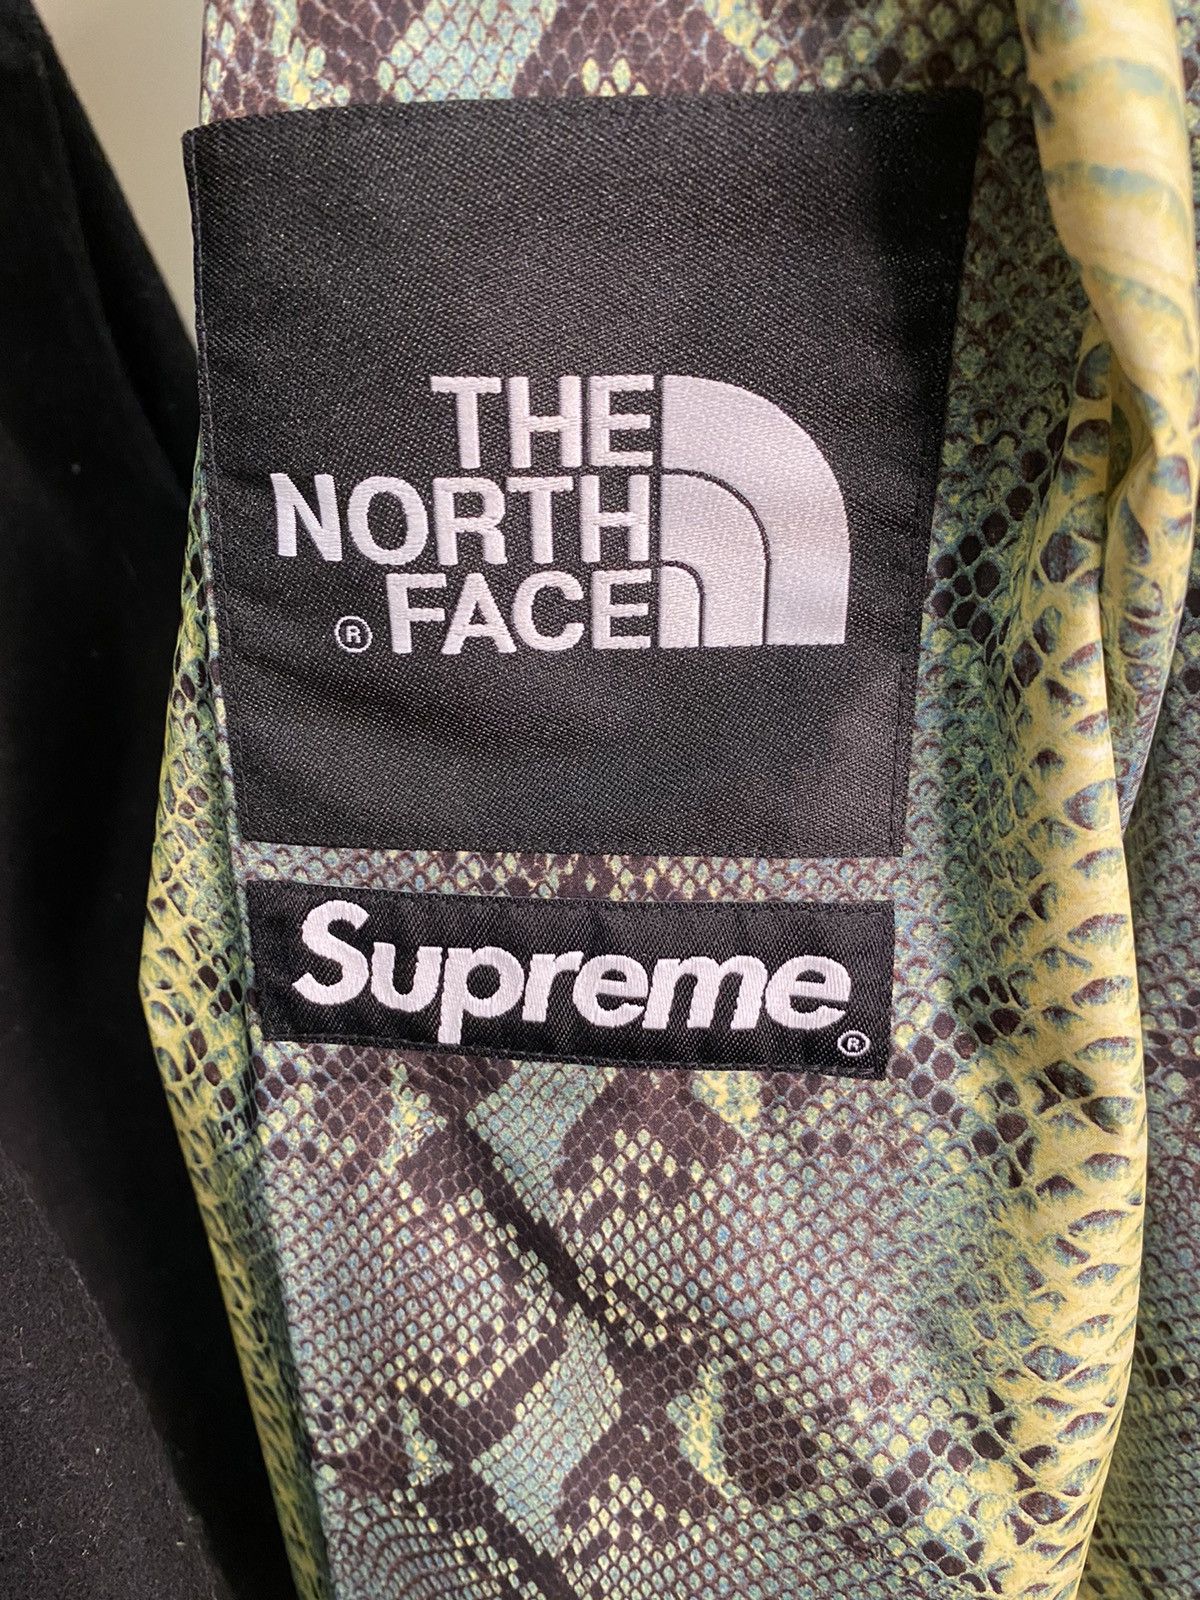 THE
NORTH
® FACE
Supreme ®